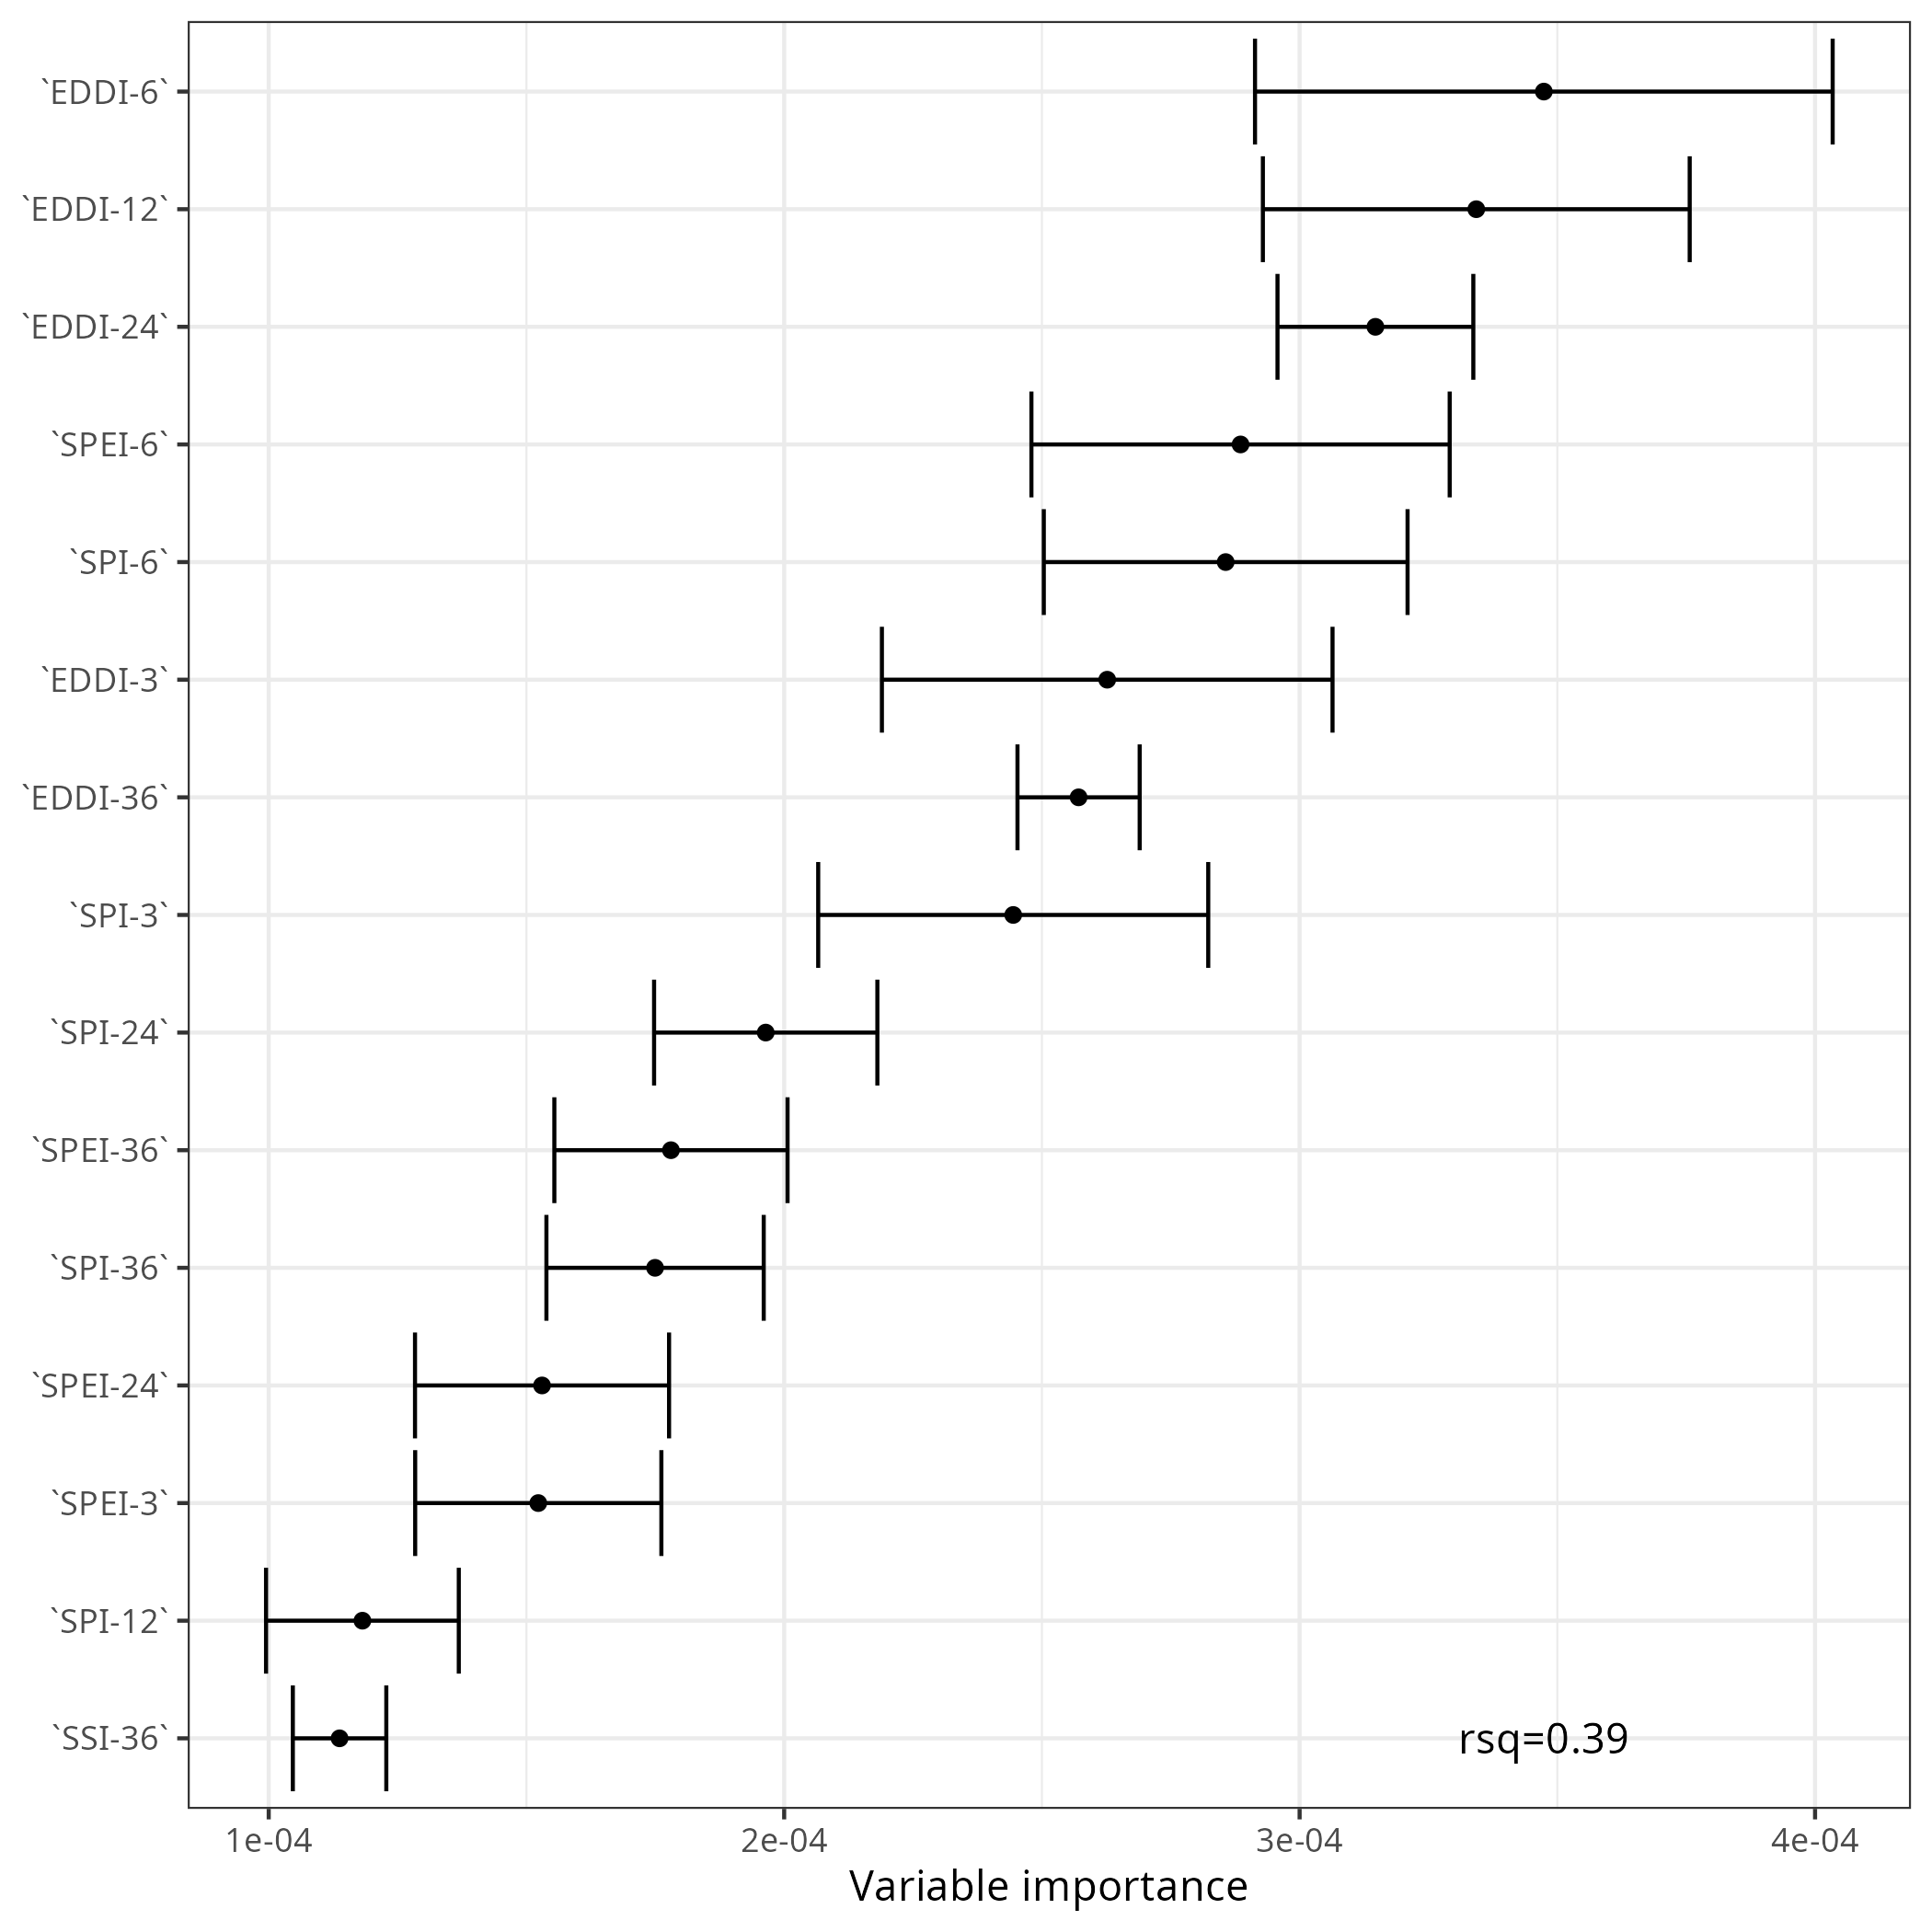 `EDDI-6`
`EDDI-12`
`EDDI-24`
`SPEI-6`
`SPI-6`
`EDDI-3`
`EDDI-36`
`SPI-3`
`SPI-24`
`SPEI-36`
`SPI-36`
`SPEI-24`
`SPEI-3`
`SPI-12`
`SSI-36`
rsq=0.39
1e-04 2e-04 3e-04 4e-04
Variable importance